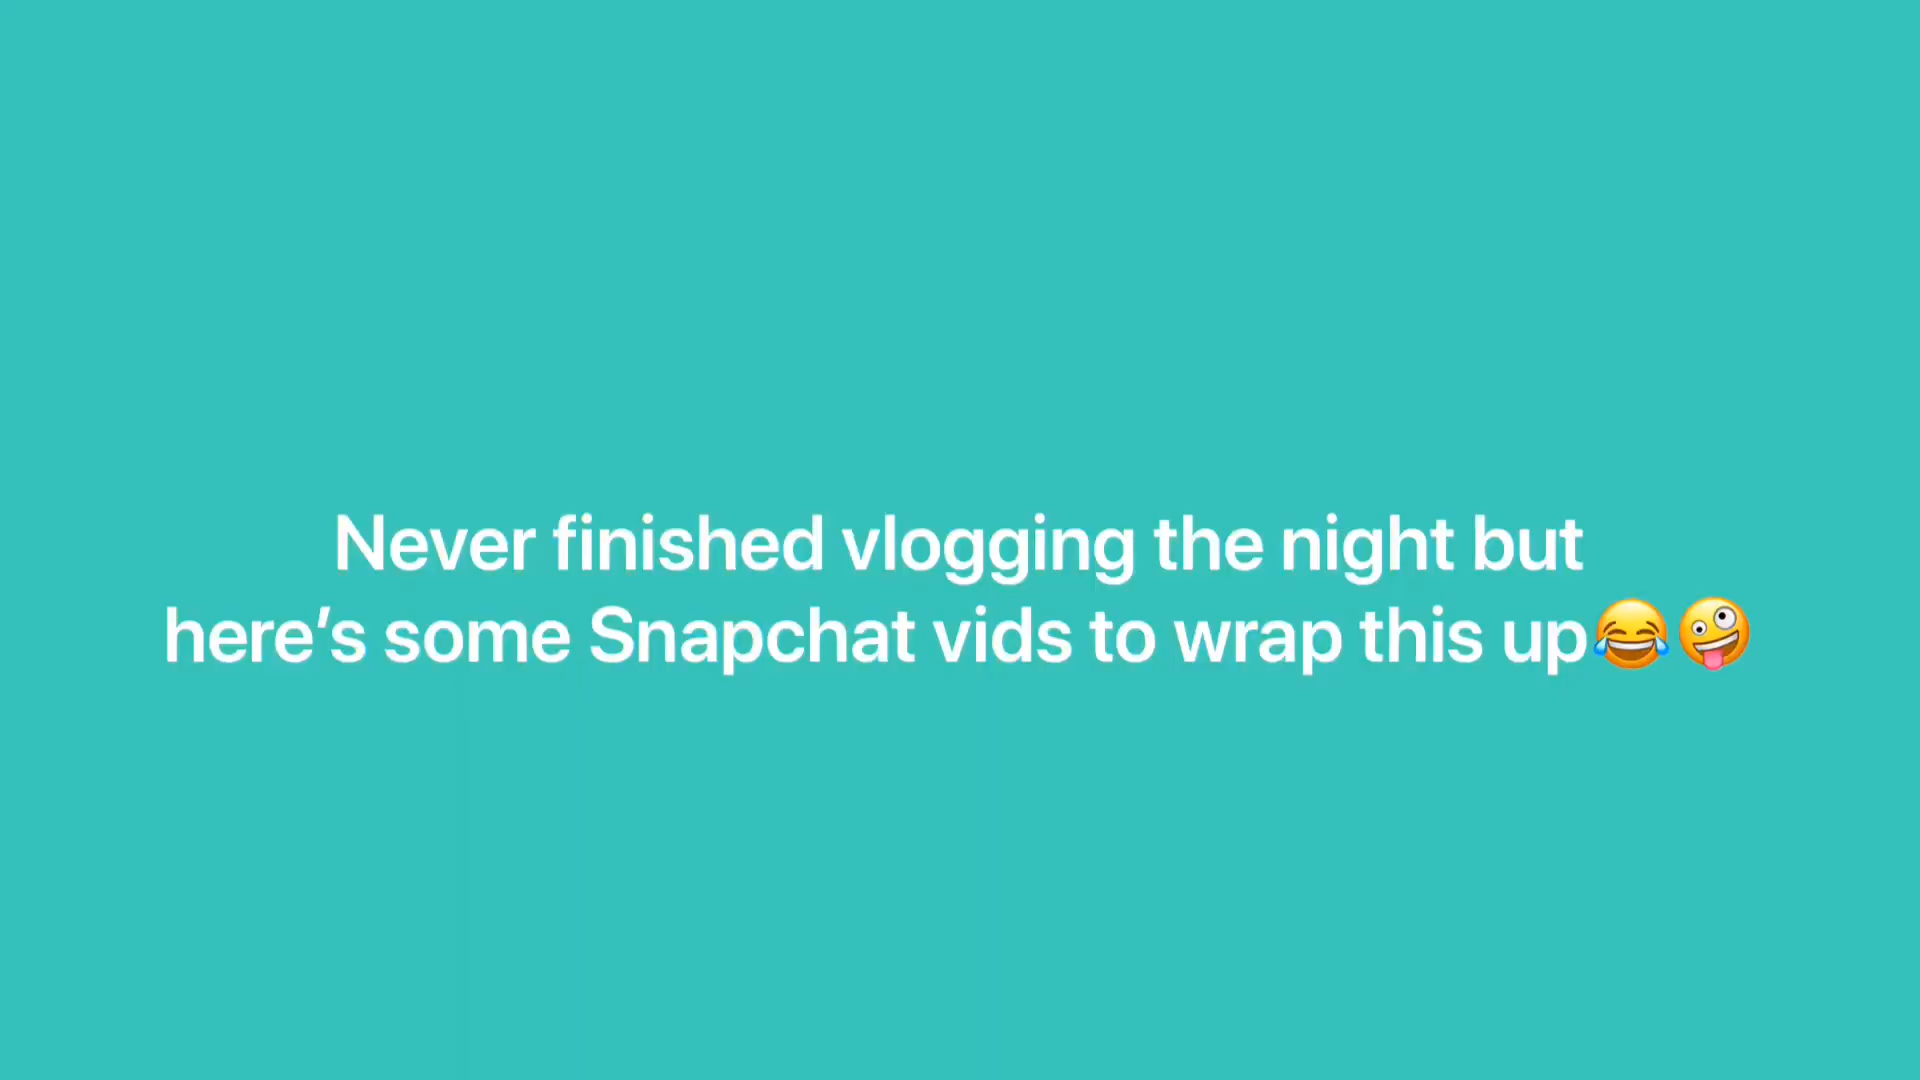 Never finished vlogging the night but
here’s some Snapchat vids to wrap this up😂🤪